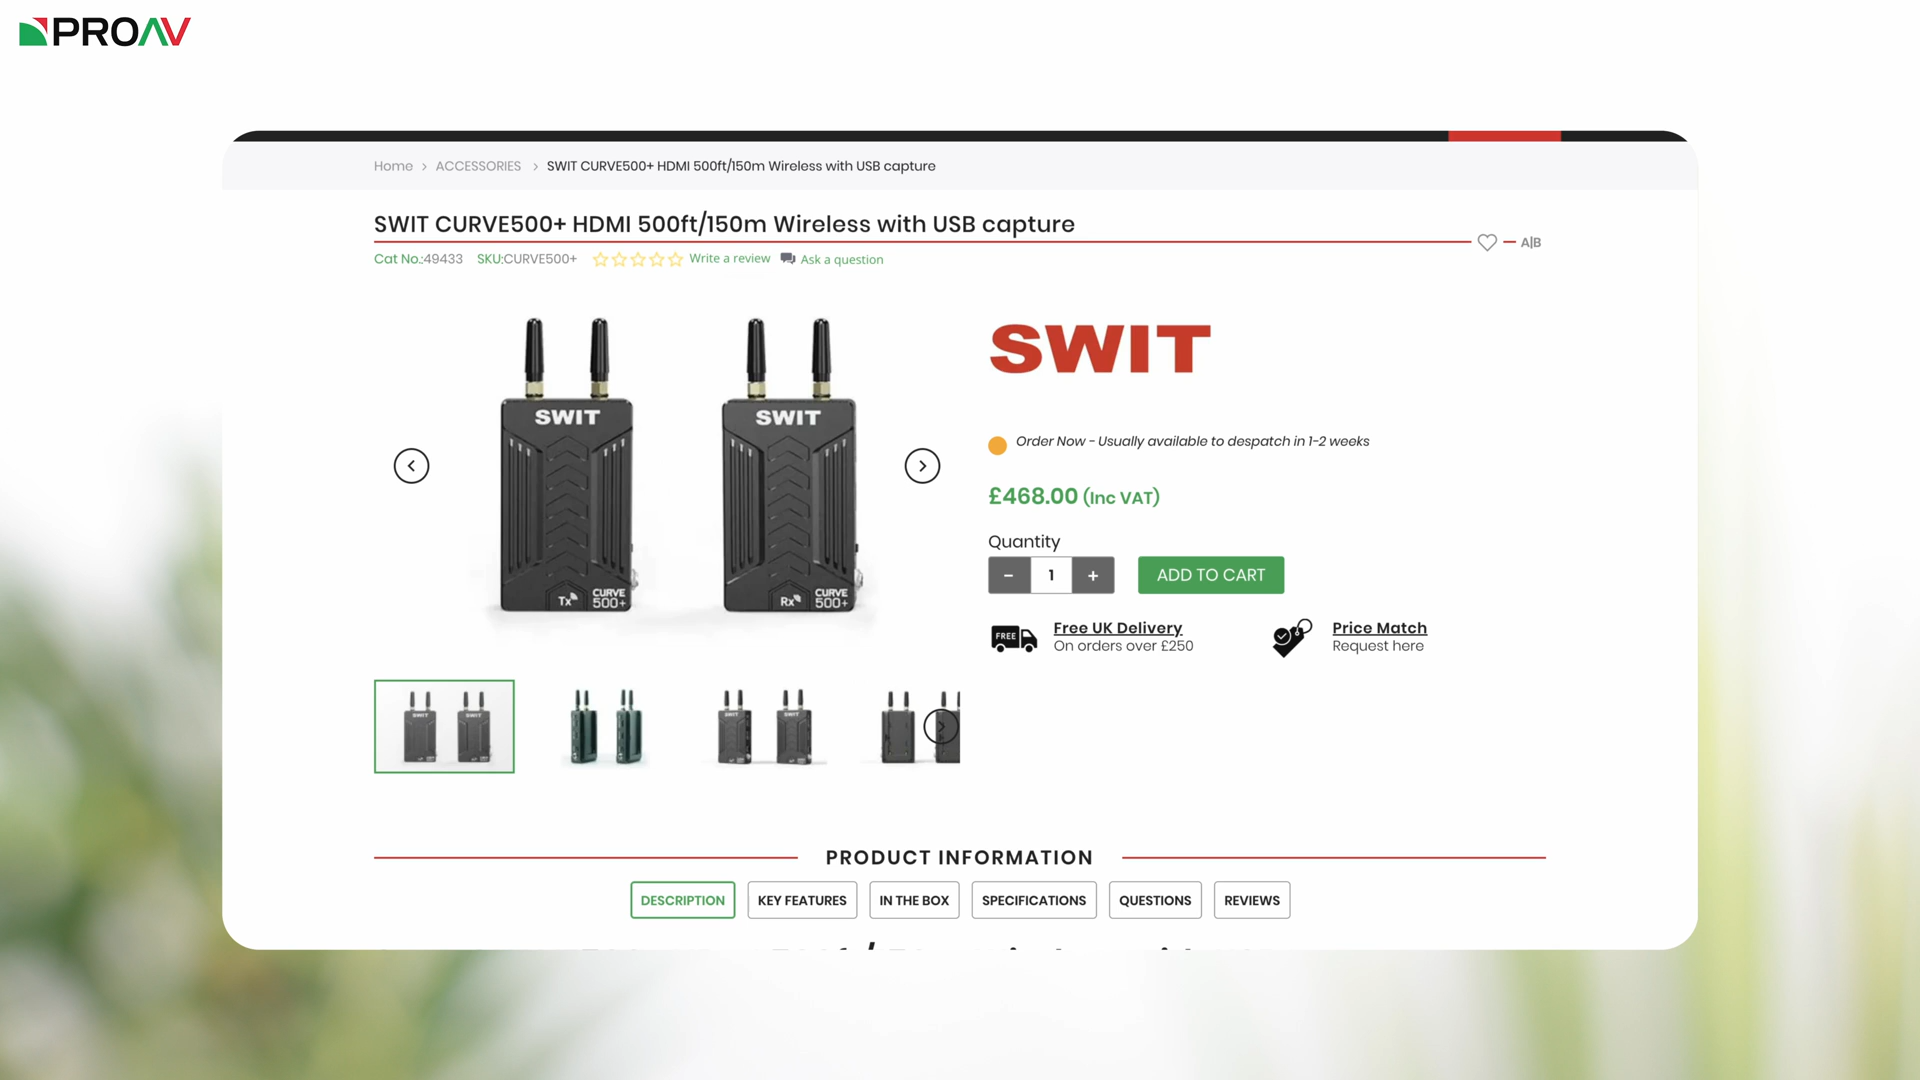 PROAV
Home > ACCESSORIES > SWIT CURVE500+ HDMI 500ft/150m Wireless with USB capture
SWIT CURVE500+ HDMI 500ft/150m Wireless with USB capture
A|B
Cat No.:49433 SKU:CURVE500+ Write a review Ask a question
SWIT
SWIT
SWIT
Tx CURVE 500+
Rx CURVE 500+
Order Now - Usually available to despatch in 1-2 weeks
£468.00 (Inc VAT)
Quantity
- 1 + ADD TO CART
FREE
Free UK Delivery
On orders over £250
Price Match
Request here
SWIT SWIT
SWIT SWIT
PRODUCT INFORMATION
DESCRIPTION KEY FEATURES IN THE BOX SPECIFICATIONS QUESTIONS REVIEWS